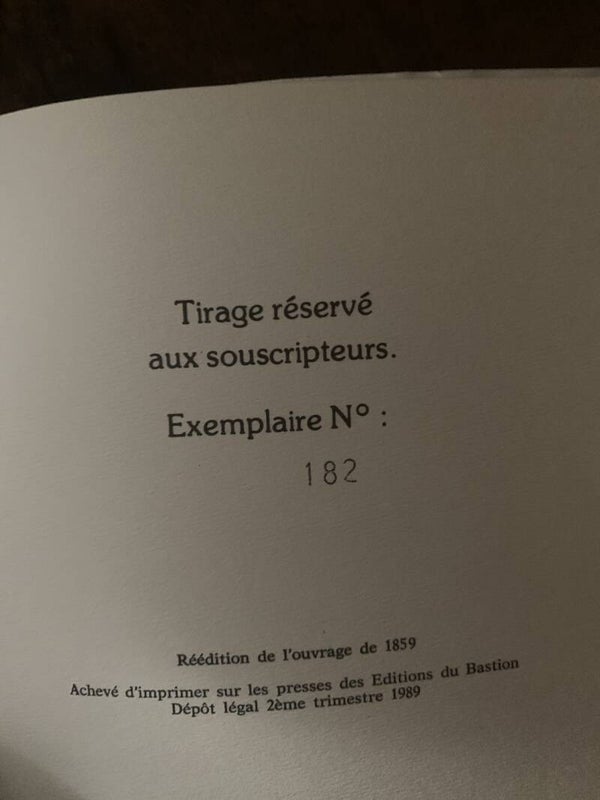 Tirage réservé
aux souscripteurs.
Exemplaire Nº :
182
Réédition de l'ouvrage de 1859
Achevé d'imprimer sur les presses des Editions du Bastion
Dépôt légal 2ème trimestre 1989